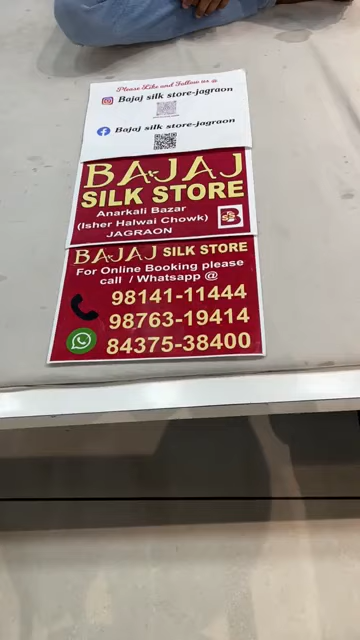 Please Like and Follow us @
Bajaj silk store-jagraon
Bajaj silk store-jagraon
BAJAJ
SILK STORE
Anarkali Bazar
(Isher Halwai Chowk)
JAGRAON
BAJAJ SILK STORE
For Online Booking please
call / Whatsapp @
98141-11444
98763-19414
84375-38400